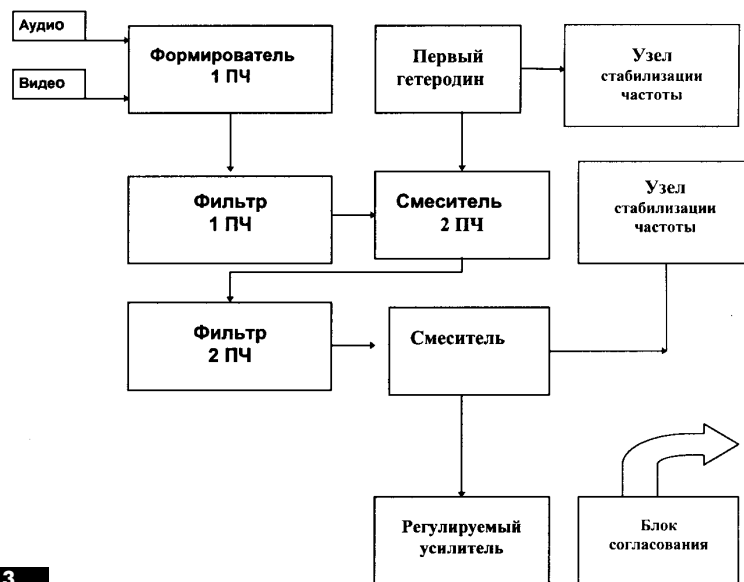 Аудио
Видео
Формирователь
1 ПЧ
Первый
гетеродин
Узел
стабилизации
частоты
Фильтр
1 ПЧ
Смеситель
2 ПЧ
Узел
стабилизации
частоты
Фильтр
2 ПЧ
Смеситель
Регулируемый
усилитель
Блок
согласования
3